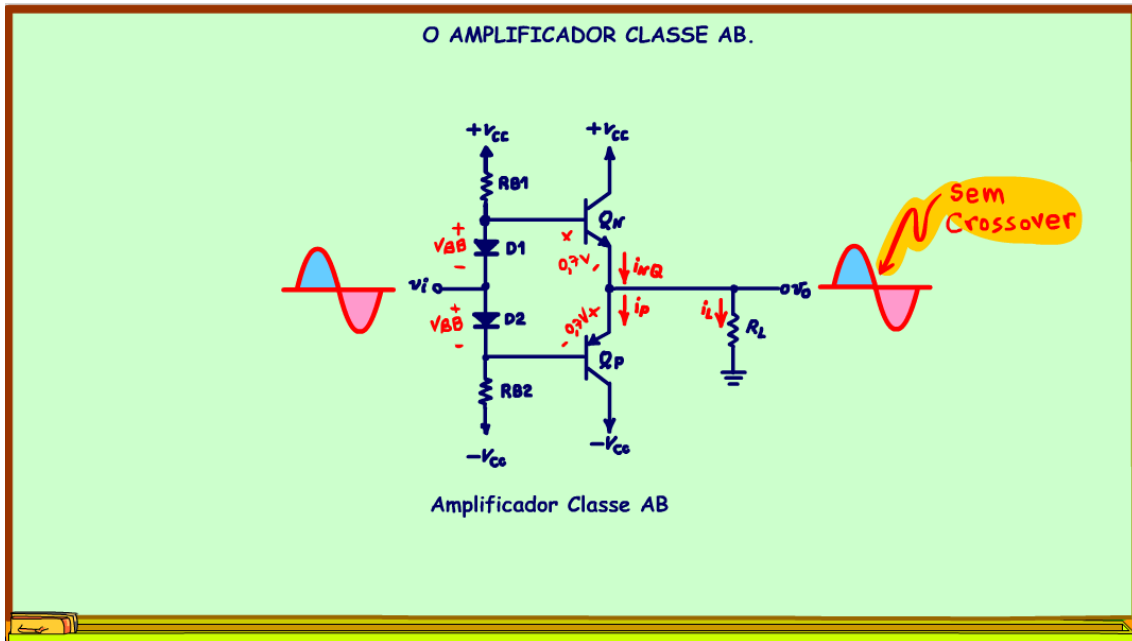 O AMPLIFICADOR CLASSE AB.
+Vcc
+Vcc
RB1
Sem
Crossover
QN
+
VBB
-
D1
x
0,7V
-
iNQ
vi
vo
D2
VBB
-
0,7V x
-
iP
iL
RL
QP
RB2
-Vcc
-Vcc
Amplificador Classe AB